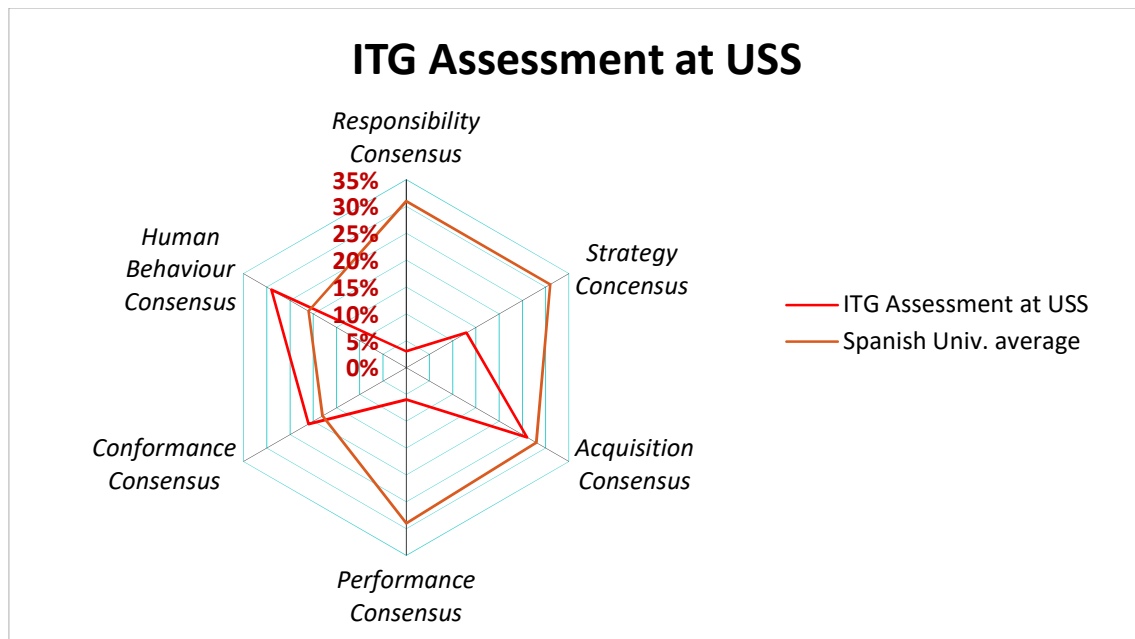 ITG Assessment at USS
Responsibility
Consensus
35%
30%
25%
20%
15%
10%
5%
0%
Human
Behaviour
Consensus
Strategy
Concensus
ITG Assessment at USS
Spanish Univ. average
Conformance
Consensus
Acquisition
Consensus
Performance
Consensus